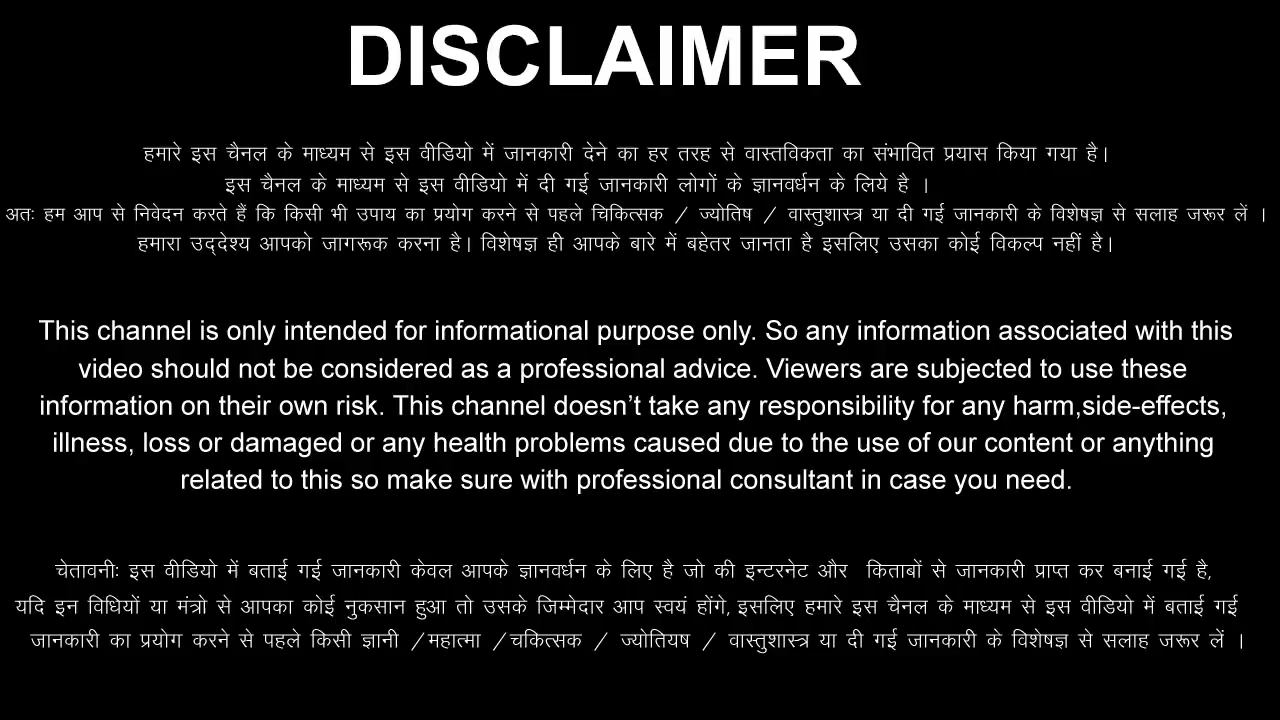 DISCLAIMER
हमारे इस चैनल के माध्यम से इस वीडियो में जानकारी देने का हर तरह से वास्तविकता का संभावित प्रयास किया गया है।
इस चैनल के माध्यम से इस वीडियो में दी गई जानकारी लोगों के ज्ञानवर्धन के लिये है ।
अतः हम आप से निवेदन करते हैं कि किसी भी उपाय का प्रयोग करने से पहले चिकित्सक / ज्योतिष / वास्तुशास्त्र या दी गई जानकारी के विशेषज्ञ से सलाह जरूर लें ।
हमारा उद्देश्य आपको जागरूक करना है। विशेषज्ञ ही आपके बारे में बहेतर जानता है इसलिए उसका कोई विकल्प नहीं है।
This channel is only intended for informational purpose only. So any information associated with this
video should not be considered as a professional advice. Viewers are subjected to use these
information on their own risk. This channel doesn’t take any responsibility for any harm,side-effects,
illness, loss or damaged or any health problems caused due to the use of our content or anything
related to this so make sure with professional consultant in case you need.
चेतावनीः इस वीडियो में बताई गई जानकारी केवल आपके ज्ञानवर्धन के लिए है जो की इन्टरनेट और किताबों से जानकारी प्राप्त कर बनाई गई है,
यदि इन विधियों या मंत्रो से आपका कोई नुकसान हुआ तो उसके जिम्मेदार आप स्वयं होंगे, इसलिए हमारे इस चैनल के माध्यम से इस वीडियो में बताई गई
जानकारी का प्रयोग करने से पहले किसी ज्ञानी /महात्मा /चकित्सक / ज्योतियष / वास्तुशास्त्र या दी गई जानकारी के विशेषज्ञ से सलाह जरूर लें ।